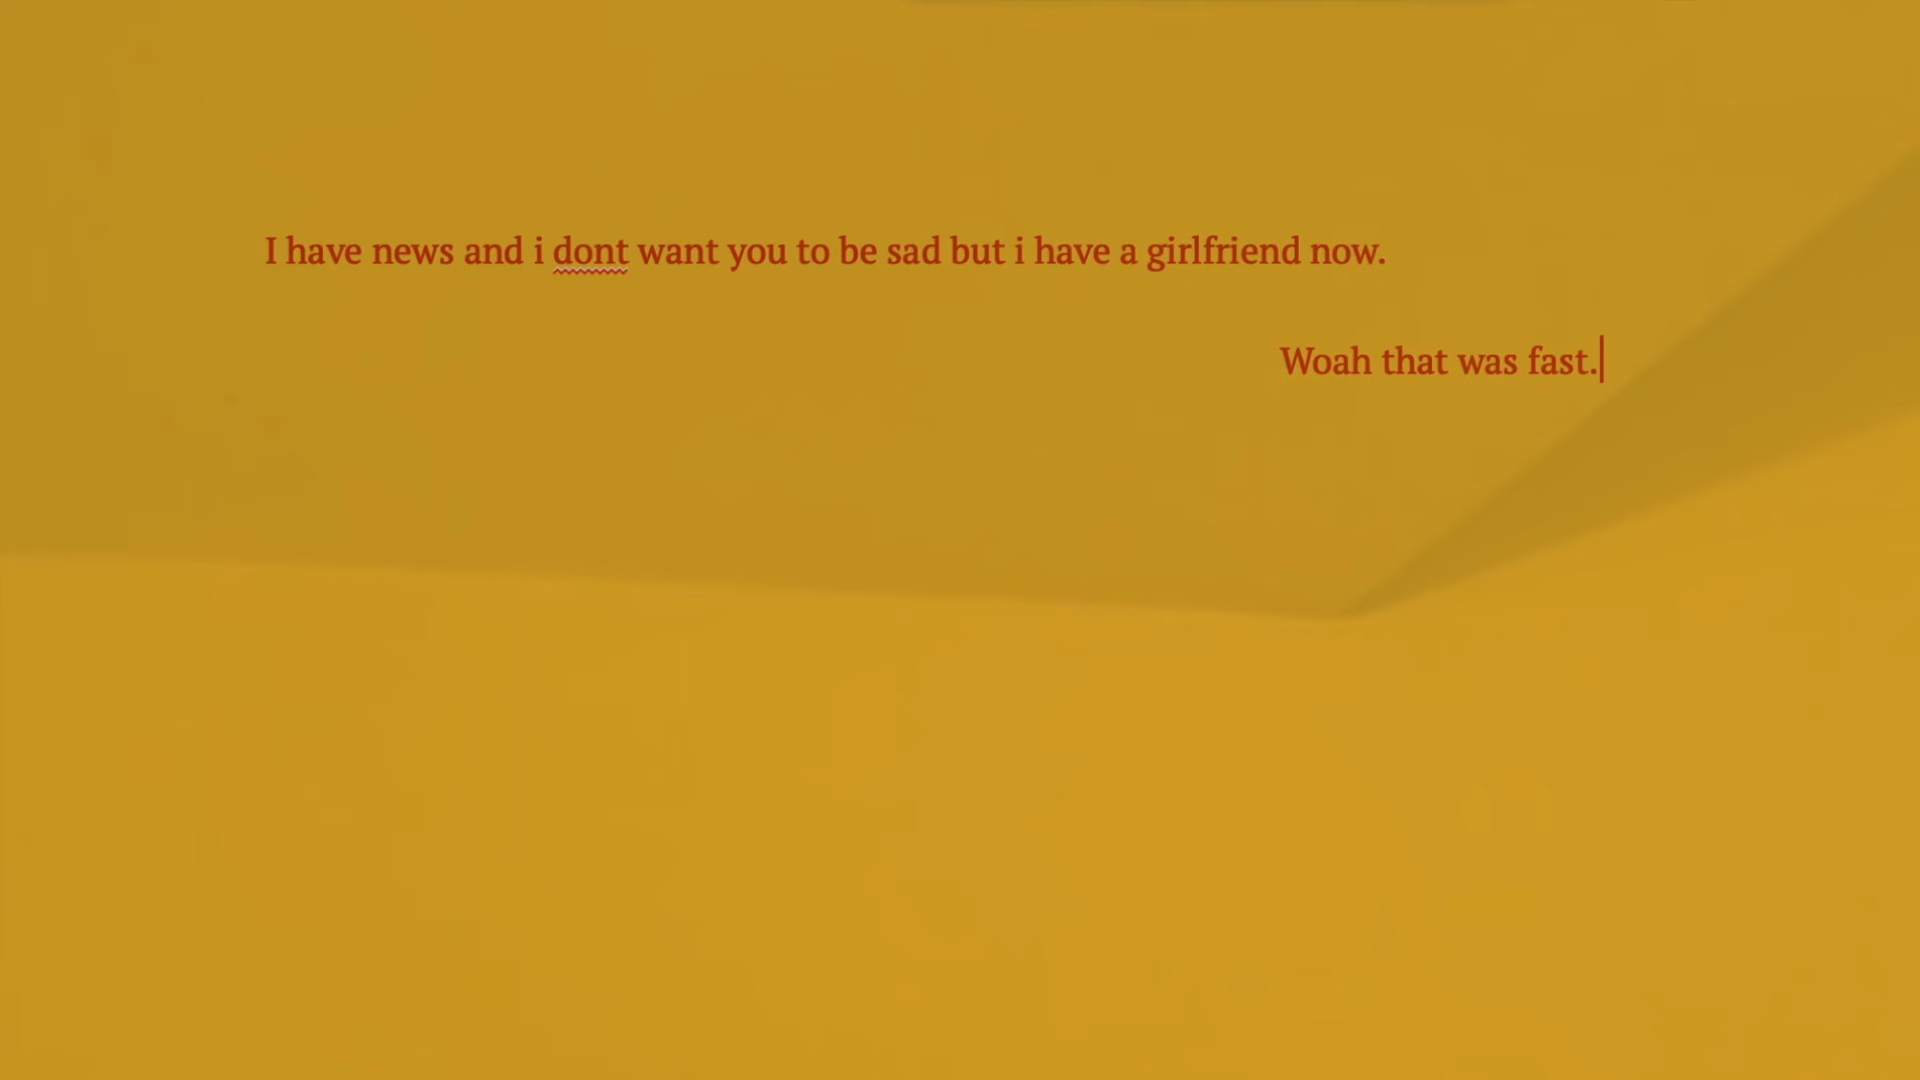 I have news and i dont want you to be sad but i have a girlfriend now.
Woah that was fast.